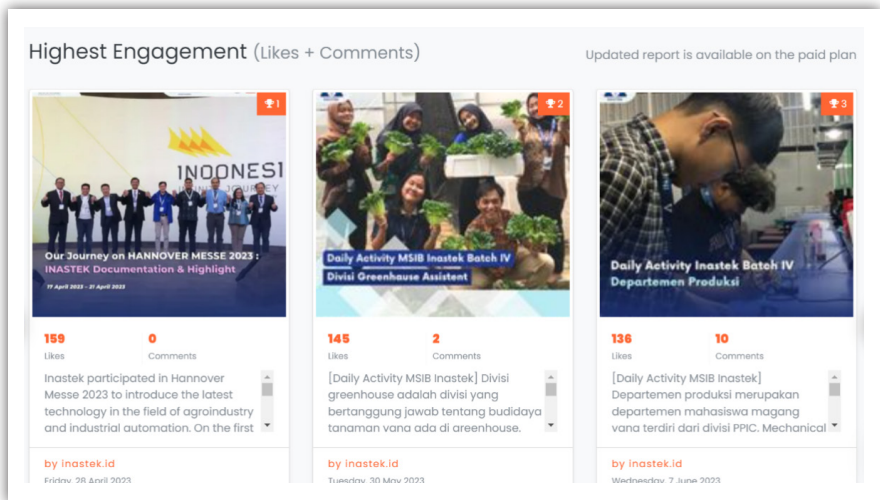 Highest Engagement (Likes + Comments)
Updated report is available on the paid plan
1
INDONESI
Our Journey on HANNOVER MESSE 2023 :
INASTEK Documentation & Highlight
17 April 2023 - 21 April 2023
159
0
Likes
Comments
Inastek participated in Hannover
Messe 2023 to introduce the latest
technology in the field of agroindustry
and industrial automation. On the first
by inastek.id
Friday, 28 April 2023
2
Daily Activity MSIB Inastek Batch IV
Divisi Greenhause Assistent
145
2
Likes
Comments
[Daily Activity MSIB Inastek] Divisi
greenhouse adalah divisi yang
bertanggung jawab tentang budidaya
tanaman yang ada di greenhouse.
by inastek.id
Tuesday, 30 May 2023
3
Daily Activity Inastek Batch IV
Departemen Produksi
136
10
Likes
Comments
[Daily Activity MSIB Inastek]
Departemen produksi merupakan
departemen mahasiswa magang
yang terdiri dari divisi PPIC. Mechanical
by inastek.id
Wednesday, 7 June 2023